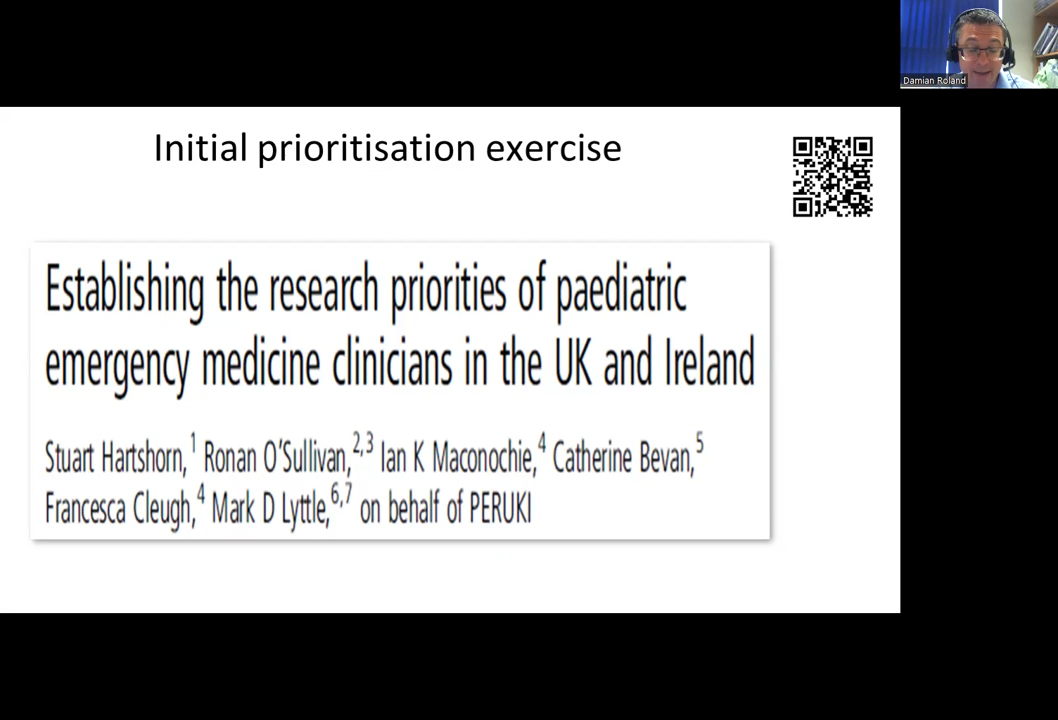 Damian Roland
Initial prioritisation exercise
Establishing the research priorities of paediatric
emergency medicine clinicians in the UK and Ireland
Stuart Hartshorn,1 Ronan O'Sullivan,2,3 Ian K Maconochie,4 Catherine Bevan,5
Francesca Cleugh,4 Mark D Lyttle,6,7 on behalf of PERUKI